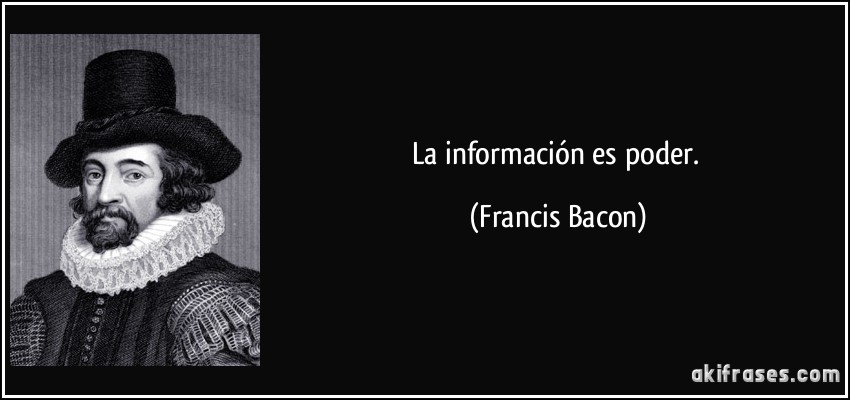 La información es poder.
(Francis Bacon)
akifrases.com